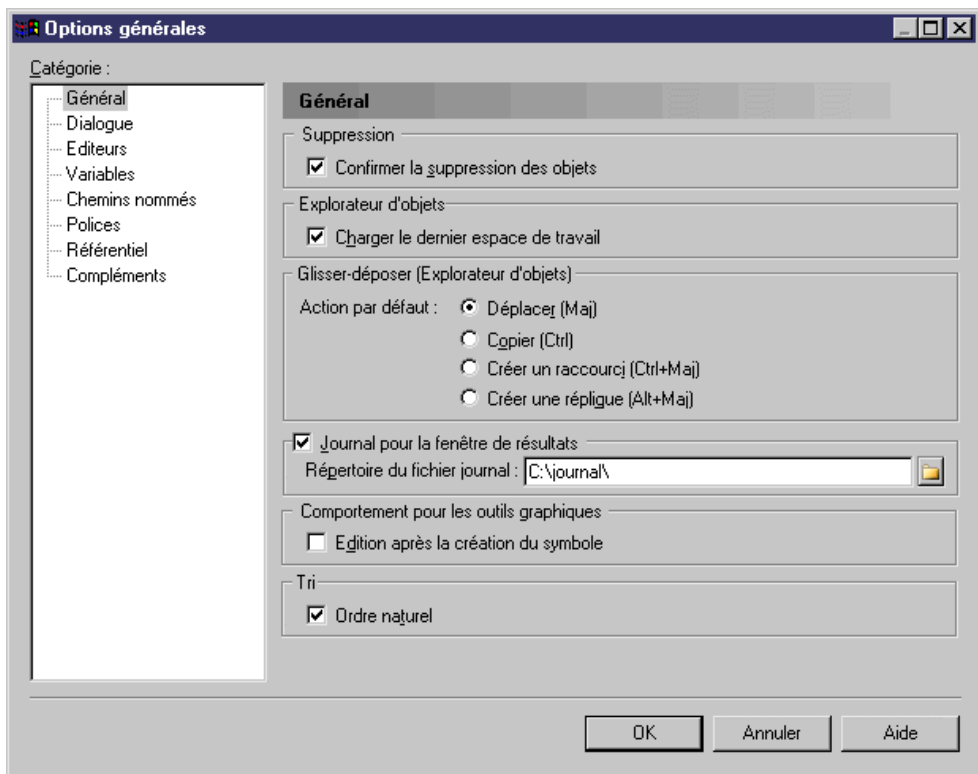 Options générales
Catégorie :
Général
Dialogue
Editeurs
Variables
Chemins nommés
Polices
Référentiel
Compléments
Général
Suppression
Confirmer la suppression des objets
Explorateur d'objets
Charger le dernier espace de travail
Glisser-déposer (Explorateur d'objets)
Action par défaut : Déplacer (Maj)
Copier (Ctrl)
Créer un raccourci (Ctrl+Maj)
Créer une réplique (Alt+Maj)
Journal pour la fenêtre de résultats
Répertoire du fichier journal : C:\journal\
Comportement pour les outils graphiques
Edition après la création du symbole
Tri
Ordre naturel
OK Annuler Aide